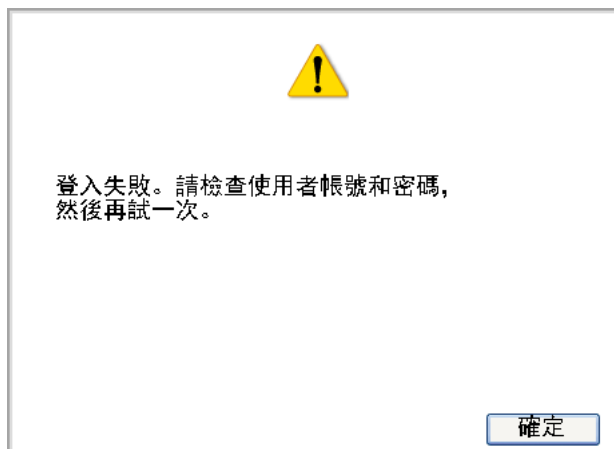 登入失敗。請檢查使用者帳號和密碼,
然後再試一次。
確定